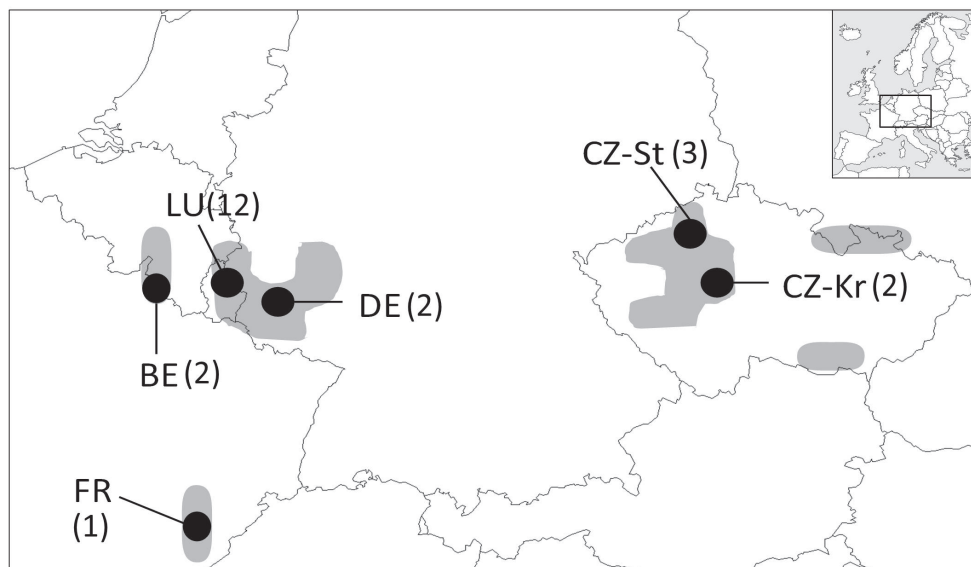 CZ-St (3)
LU(12)
CZ-Kr (2)
DE (2)
BE (2)
FR
(1)